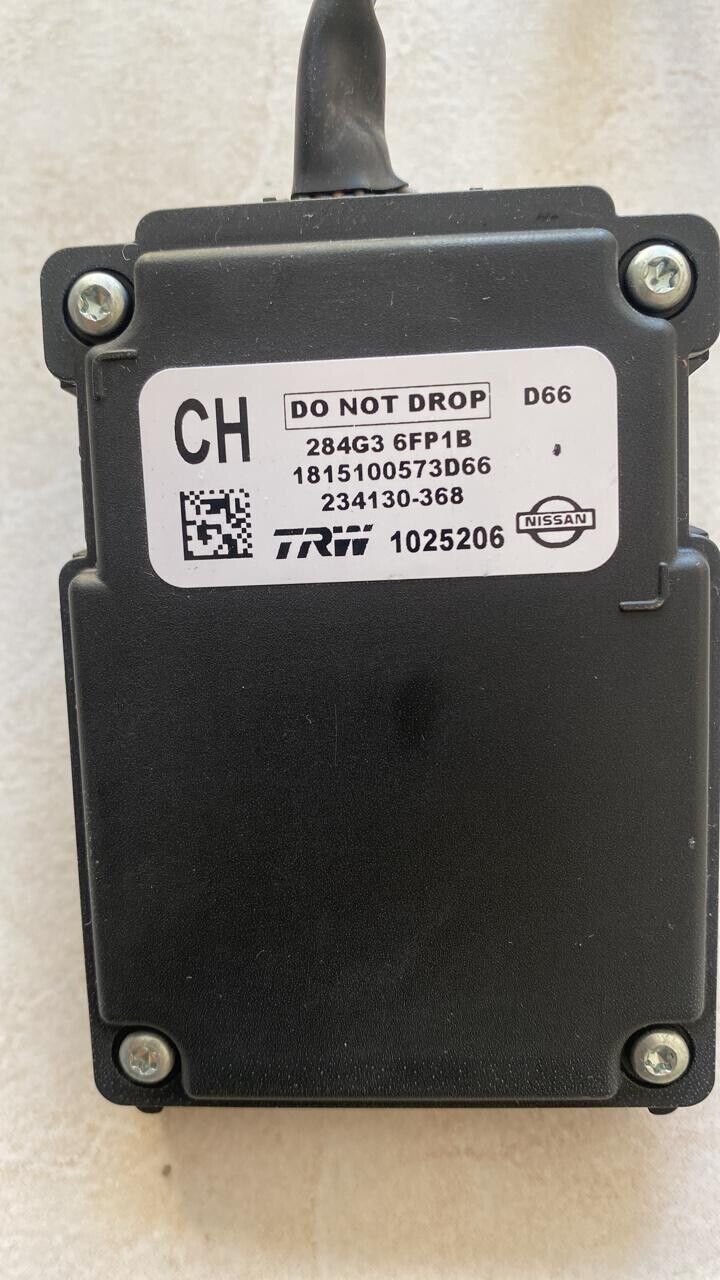 CH
DO NOT DROP
D66
284G3 6FP1B
1815100573D66
234130-368
TRW 1025206
NISSAN